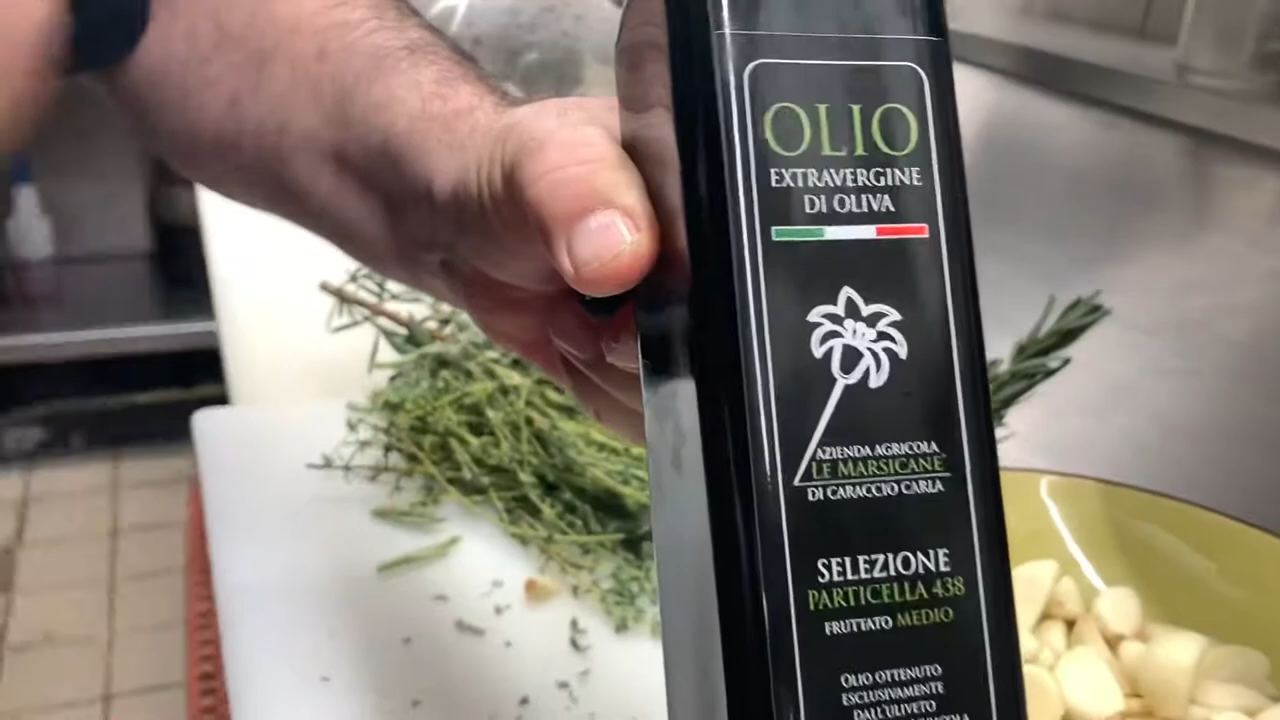 OLIO
EXTRAVERGINE
DI OLIVA
AZIENDA AGRICOLA
LE MARSICANE
DI CARACCIO CARLA
SELEZIONE
PARTICELLA 438
FRUTTATO MEDIO
OLIO OTTENUTO
ESCLUSIVAMENTE
DALL'ULIVETO